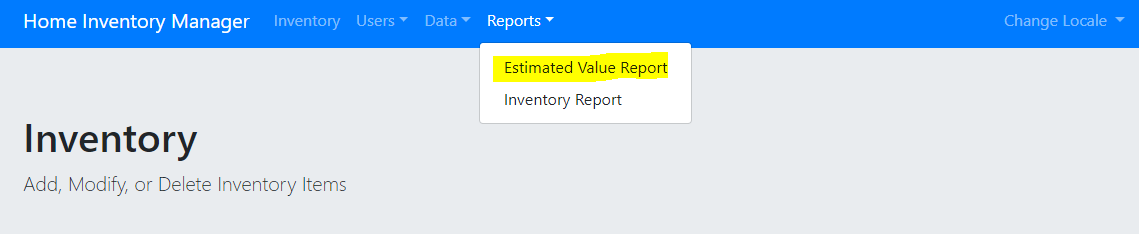 Home Inventory Manager Inventory Users Data Reports Change Locale
Estimated Value Report
Inventory Report
Inventory
Add, Modify, or Delete Inventory Items